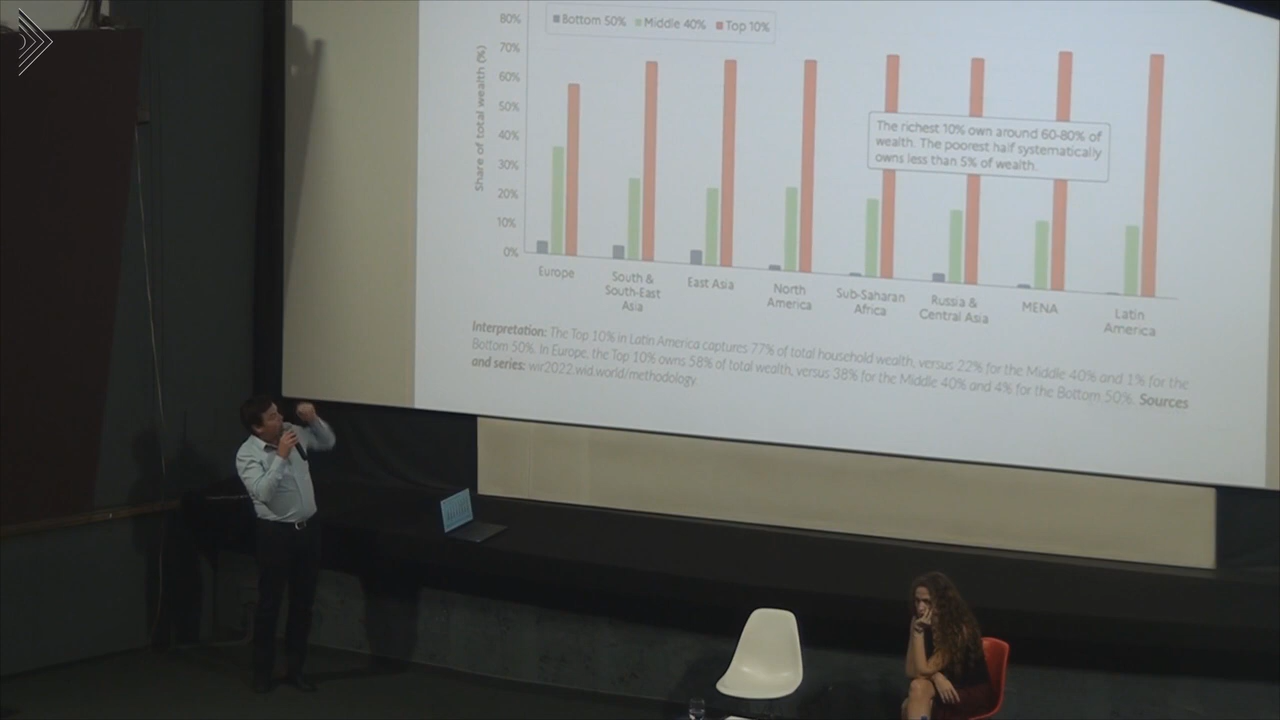 Bottom 50% Middle 40% Top 10%
80%
70%
60%
50%
40%
30%
20%
10%
0%
Share of total wealth (%)
The richest 10% own around 60-80% of
wealth. The poorest half systematically
owns less than 5% of wealth.
Europe
South &
South-East
Asia
East Asia
North
America
Sub-Saharan
Africa
Russia &
Central Asia
MENA
Latin
America
Interpretation: The Top 10% in Latin America captures 77% of total household wealth, versus 22% for the Middle 40% and 1% for the
Bottom 50%. In Europe, the Top 10% owns 58% of total wealth, versus 38% for the Middle 40% and 4% for the Bottom 50%. Sources
and series: wir2022.wid.world/methodology.